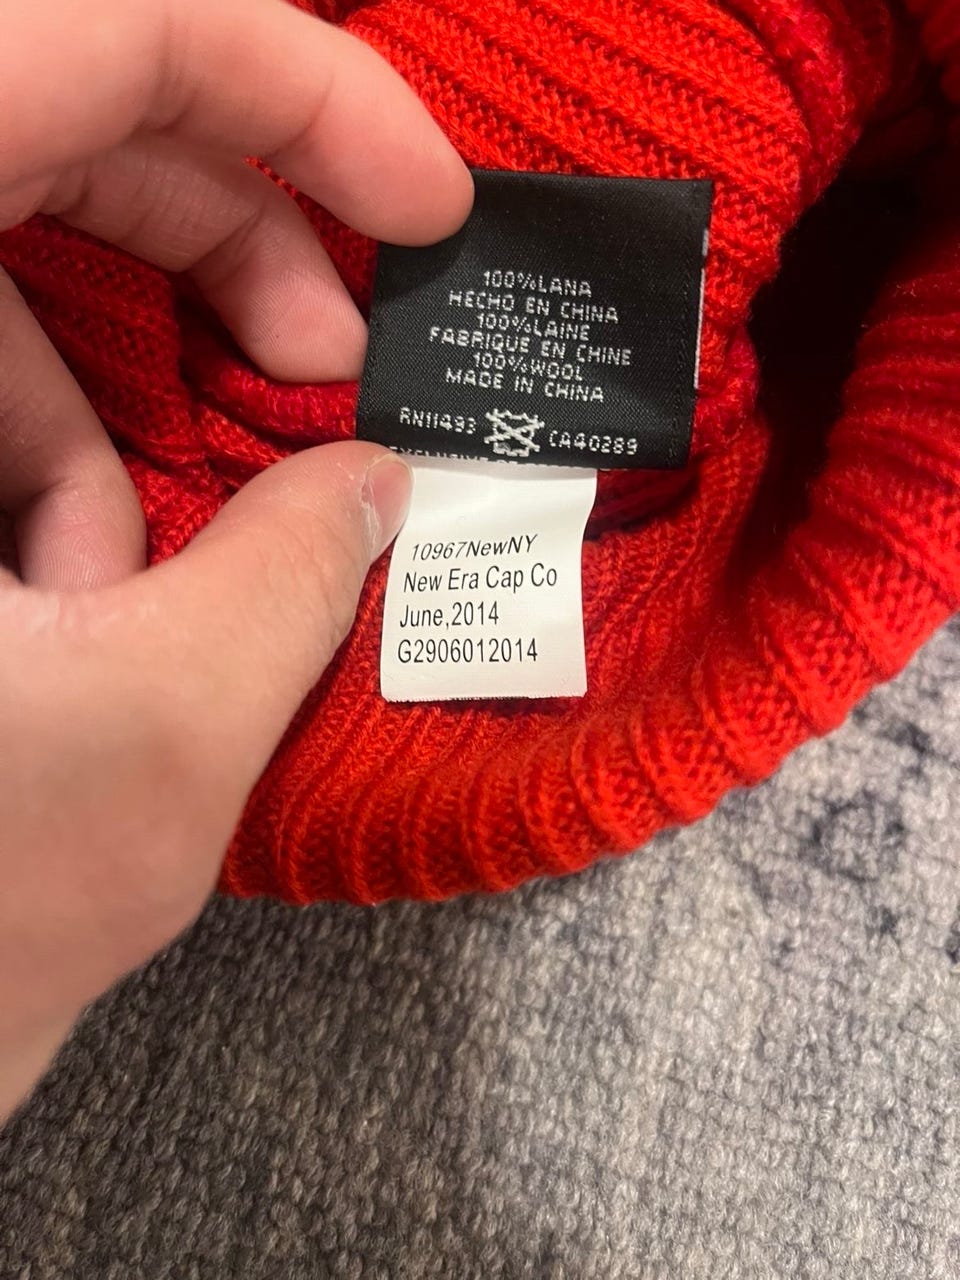 100%LANA
HECHO EN CHINA
100%LAINE
FABRIQUE EN CHINE
100%WOOL
MADE IN CHINA
RN11493 CA40289
10967NewNY
New Era Cap Co
June,2014
G2906012014